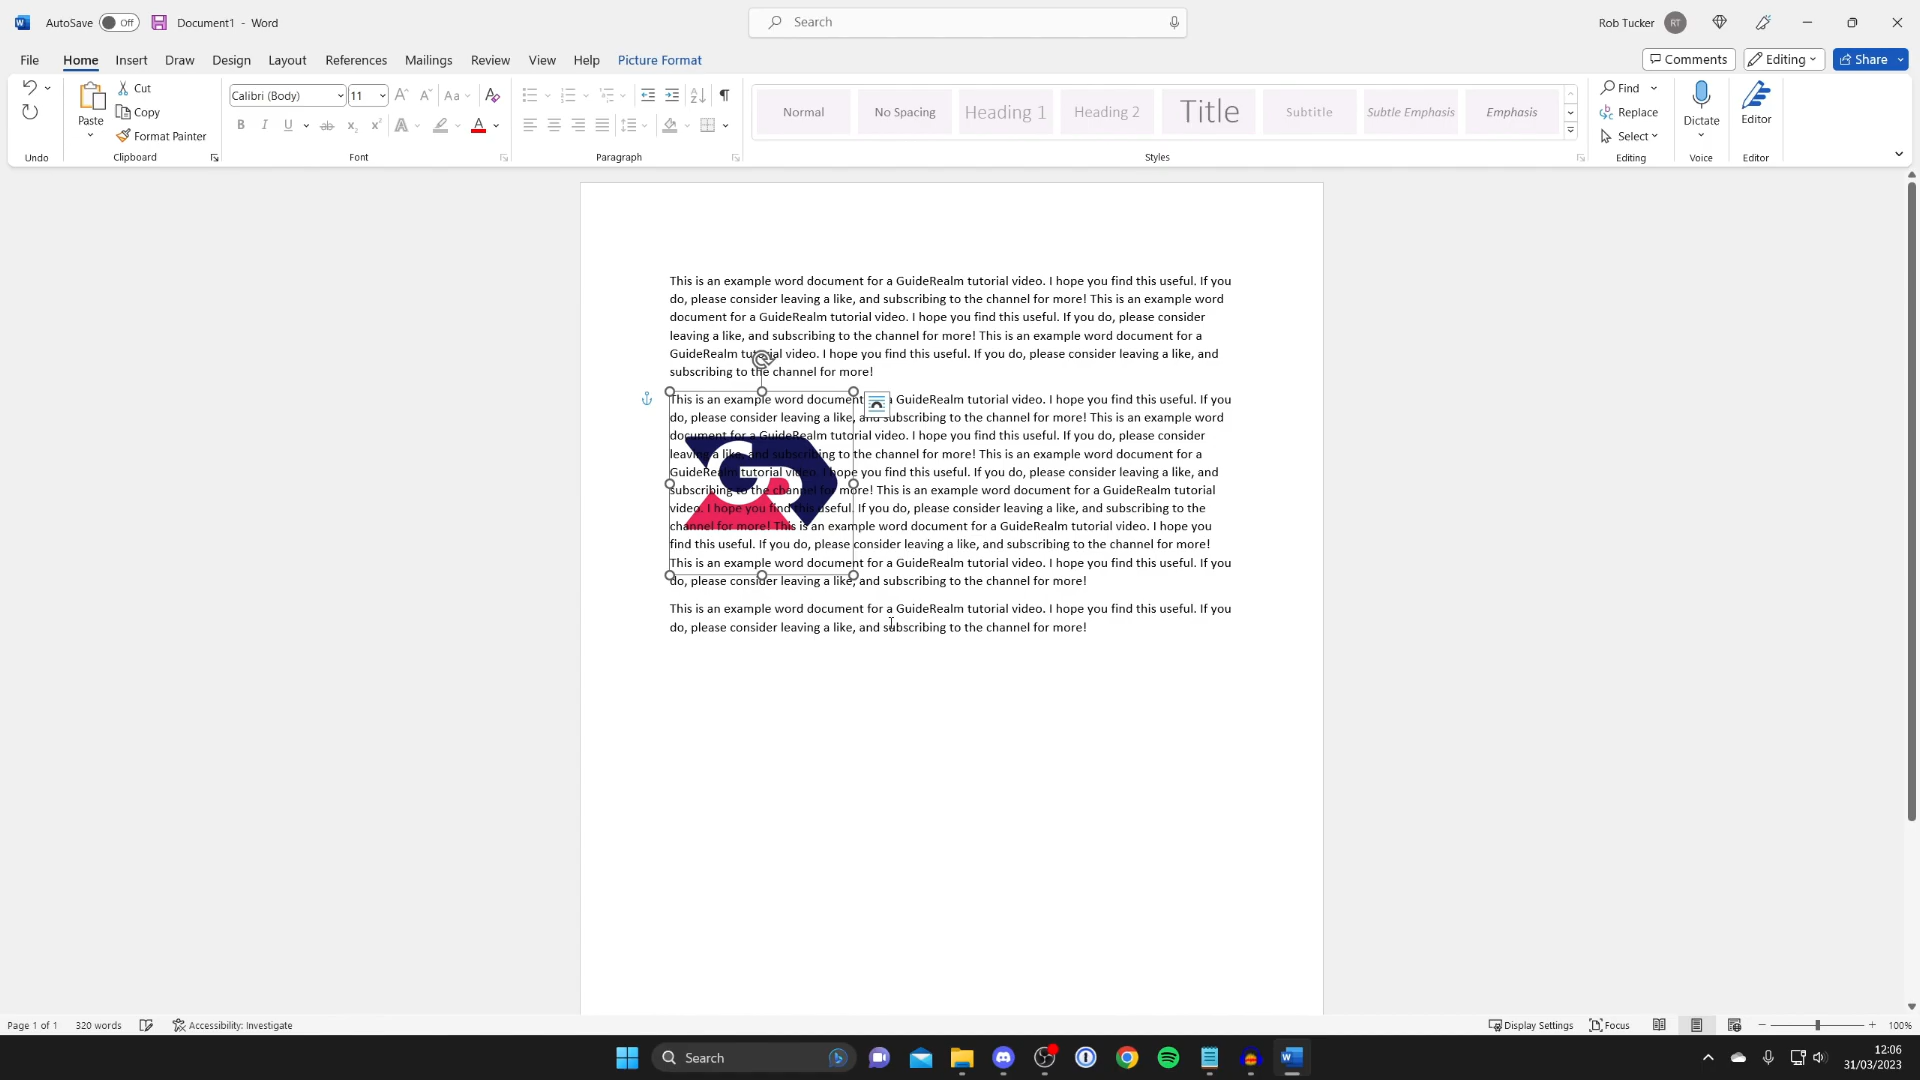 AutoSave Off Document1 - Word Search Rob Tucker RT
File Home Insert Draw Design Layout References Mailings Review View Help Picture Format Comments Editing Share
Paste Cut Copy Format Painter
Calibri (Body) 11
Normal No Spacing Heading 1 Heading 2 Title Subtitle Subtle Emphasis Emphasis
Find Replace Select Dictate Editor
Undo Clipboard Font Paragraph Styles Editing Voice Editor
This is an example word document for a GuideRealm tutorial video. I hope you find this useful. If you
do, please consider leaving a like, and subscribing to the channel for more! This is an example word
document for a GuideRealm tutorial video. I hope you find this useful. If you do, please consider
leaving a like, and subscribing to the channel for more! This is an example word document for a
GuideRealm tutorial video. I hope you find this useful. If you do, please consider leaving a like, and
subscribing to the channel for more!
This is an example word document a GuideRealm tutorial video. I hope you find this useful. If you
do, please consider leaving a like, and subscribing to the channel for more! This is an example word
document for a GuideRealm tutorial video. I hope you find this useful. If you do, please consider
leaving a like, and subscribing to the channel for more! This is an example word document for a
GuideRealm tutorial video. I hope you find this useful. If you do, please consider leaving a like, and
subscribing to the channel for more! This is an example word document for a GuideRealm tutorial
video. I hope you find this useful. If you do, please consider leaving a like, and subscribing to the
channel for more! This is an example word document for a GuideRealm tutorial video. I hope you
find this useful. If you do, please consider leaving a like, and subscribing to the channel for more!
This is an example word document for a GuideRealm tutorial video. I hope you find this useful. If you
do, please consider leaving a like, and subscribing to the channel for more!
This is an example word document for a GuideRealm tutorial video. I hope you find this useful. If you
do, please consider leaving a like, and subscribing to the channel for more!
Page 1 of 1 320 words Accessibility: Investigate Display Settings Focus 100%
Search 12:06
31/03/2023